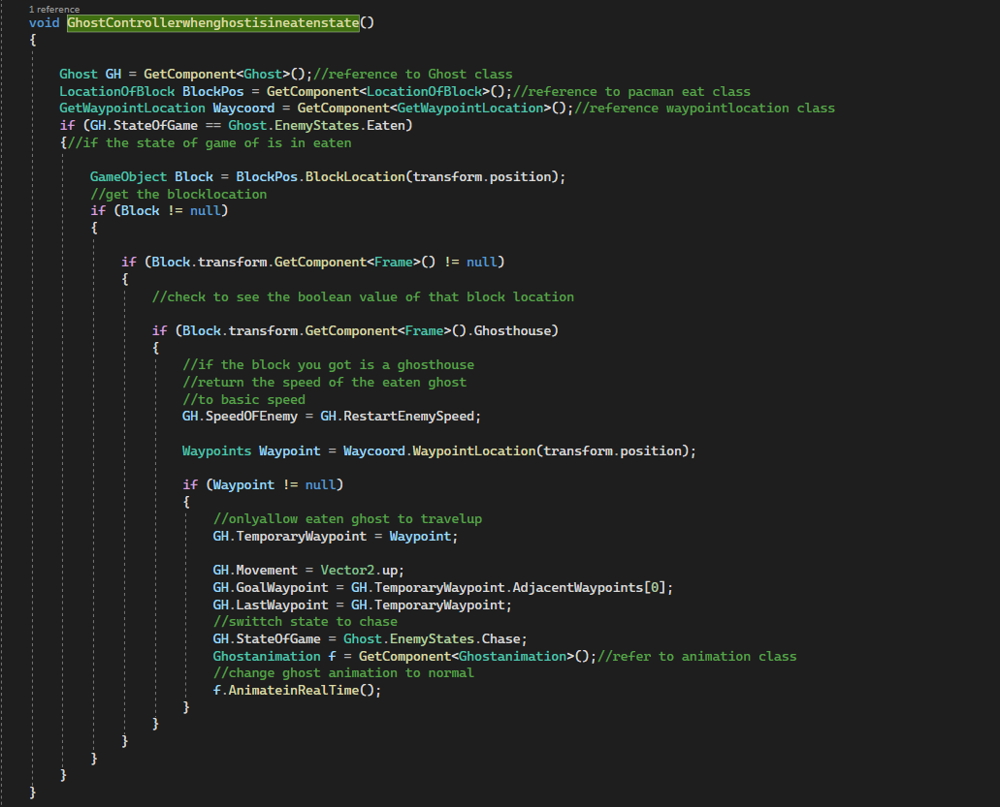 1 reference
void GhostControllerwhenghostisineatenstate()
{
Ghost GH = GetComponent<Ghost>();//reference to Ghost class
LocationOfBlock BlockPos = GetComponent<LocationOfBlock>();//reference to pacman eat class
GetWaypointLocation Waycoord = GetComponent<GetWaypointLocation>();//reference waypointlocation class
if (GH.StateOfGame == Ghost.EnemyStates.Eaten)
{//if the state of game of is in eaten
GameObject Block = BlockPos.BlockLocation(transform.position);
//get the blocklocation
if (Block != null)
{
if (Block.transform.GetComponent<Frame>() != null)
{
//check to see the boolean value of that block location
if (Block.transform.GetComponent<Frame>().Ghosthouse)
{
//if the block you got is a ghosthouse
//return the speed of the eaten ghost
//to basic speed
GH.SpeedOFEnemy = GH.RestartEnemySpeed;
Waypoints Waypoint = Waycoord.WaypointLocation(transform.position);
if (Waypoint != null)
{
//onlyallow eaten ghost to travelup
GH.TemporaryWaypoint = Waypoint;
GH.Movement = Vector2.up;
GH.GoalWaypoint = GH.TemporaryWaypoint.AdjacentWaypoints[0];
GH.LastWaypoint = GH.TemporaryWaypoint;
//swittch state to chase
GH.StateOfGame = Ghost.EnemyStates.Chase;
Ghostanimation f = GetComponent<Ghostanimation>();//refer to animation class
//change ghost animation to normal
f.AnimateinRealTime();
}
}
}
}
}
}